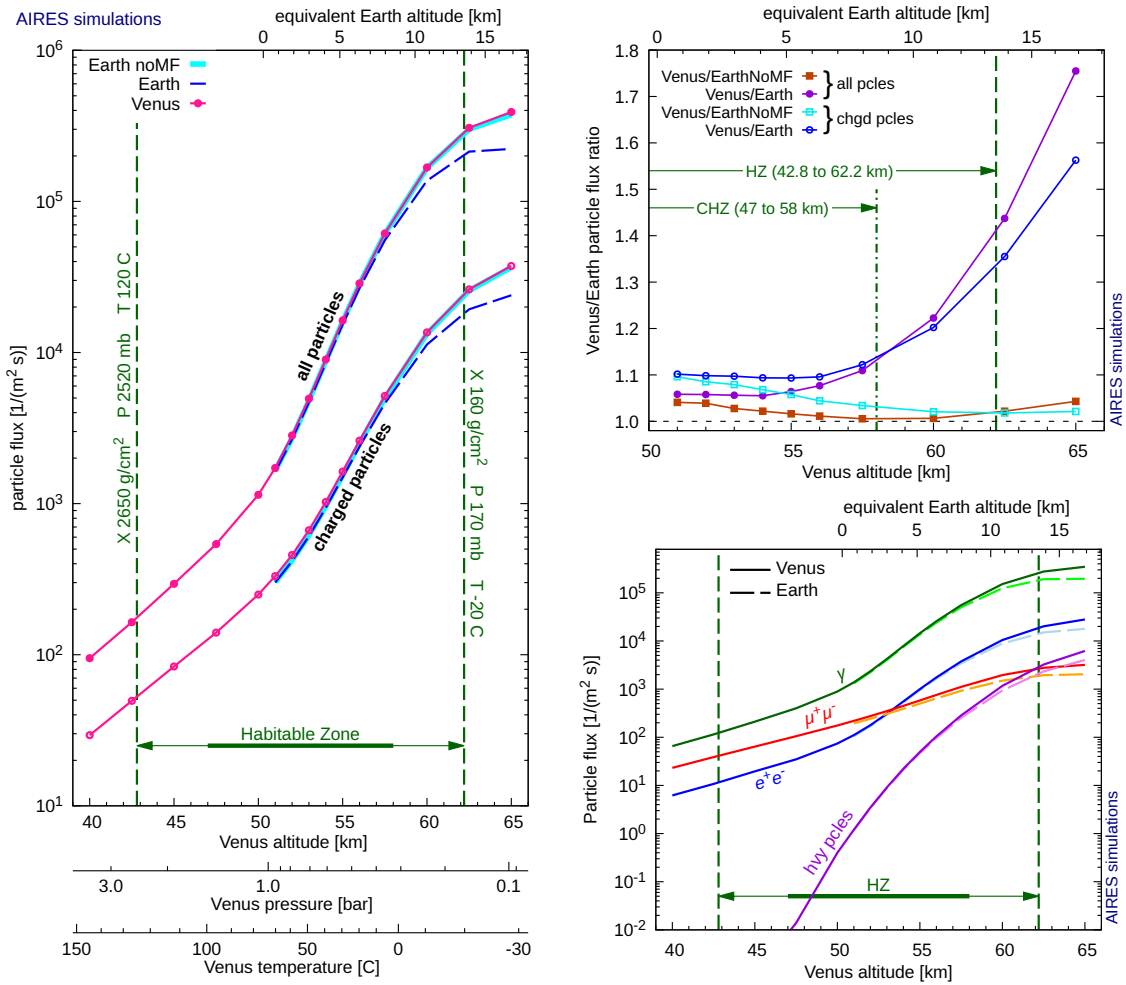 AIRES simulations
equivalent Earth altitude [km]
0 5 10 15
10^6
10^5
10^4
10^3
10^2
10^1
particle flux [1/(m^2 s)]
Earth noMF
Earth
Venus
X 2650 g/cm^2 P 2520 mb T 120 C
X 160 g/cm^2 P 170 mb T -20 C
all particles
charged particles
Habitable Zone
40 45 50 55 60 65
Venus altitude [km]
3.0 1.0 0.1
Venus pressure [bar]
150 100 50 0 -30
Venus temperature [C]
equivalent Earth altitude [km]
0 5 10 15
1.8
1.7
1.6
1.5
1.4
1.3
1.2
1.1
1.0
Venus/Earth particle flux ratio
Venus/EarthNoMF
Venus/Earth
} all pcles
Venus/EarthNoMF
Venus/Earth
} chgd pcles
HZ (42.8 to 62.2 km)
CHZ (47 to 58 km)
AIRES simulations
50 55 60 65
Venus altitude [km]
equivalent Earth altitude [km]
0 5 10 15
10^5
10^4
10^3
10^2
10^1
10^0
10^-1
10^-2
Particle flux [1/(m^2 s)]
Venus
Earth
γ
μ^+μ^-
e^+e^-
hvy pcles
HZ
AIRES simulations
40 45 50 55 60 65
Venus altitude [km]